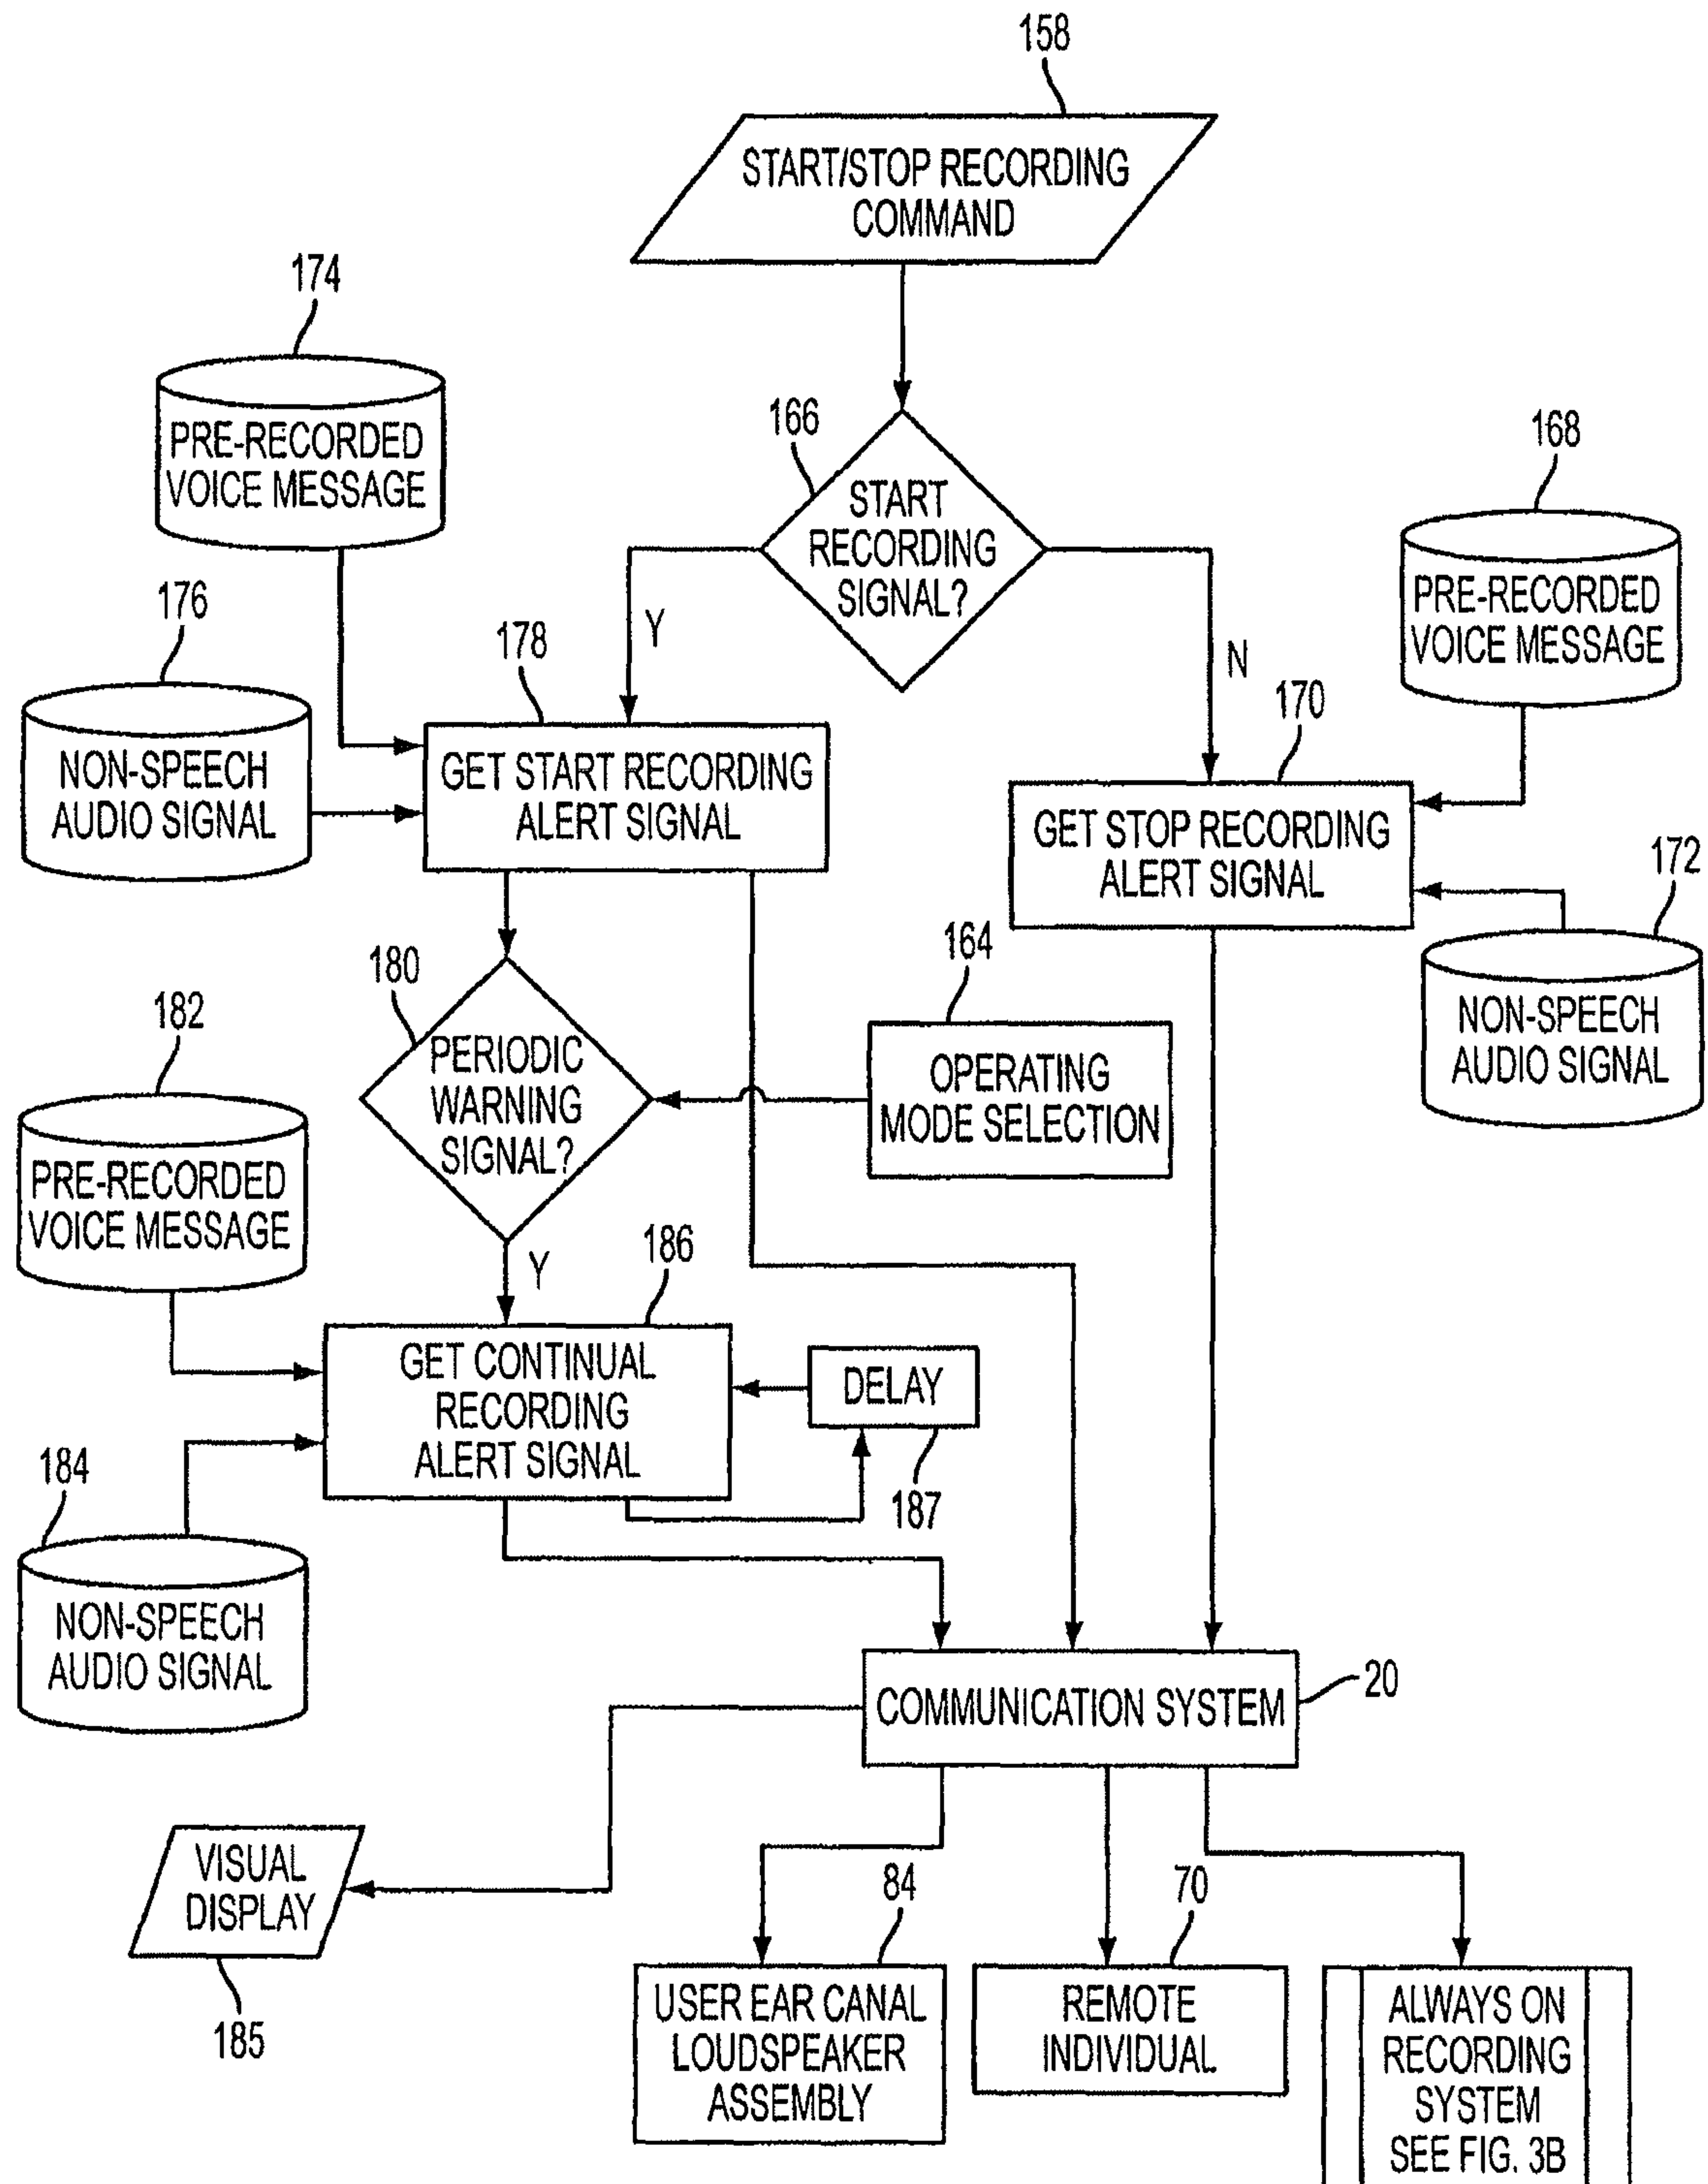 158
START/STOP RECORDING
COMMAND
174
PRE-RECORDED
VOICE MESSAGE
166
START
RECORDING
SIGNAL?
168
PRE-RECORDED
VOICE MESSAGE
176
NON-SPEECH
AUDIO SIGNAL
178
Y
N
GET START RECORDING
ALERT SIGNAL
170
GET STOP RECORDING
ALERT SIGNAL
172
NON-SPEECH
AUDIO SIGNAL
180
PERIODIC
WARNING
SIGNAL?
164
OPERATING
MODE SELECTION
182
PRE-RECORDED
VOICE MESSAGE
Y
186
GET CONTINUAL
RECORDING
ALERT SIGNAL
DELAY
187
184
NON-SPEECH
AUDIO SIGNAL
COMMUNICATION SYSTEM
20
VISUAL
DISPLAY
185
84
USER EAR CANAL
LOUDSPEAKER
ASSEMBLY
70
REMOTE
INDIVIDUAL
ALWAYS ON
RECORDING
SYSTEM
SEE FIG. 3B